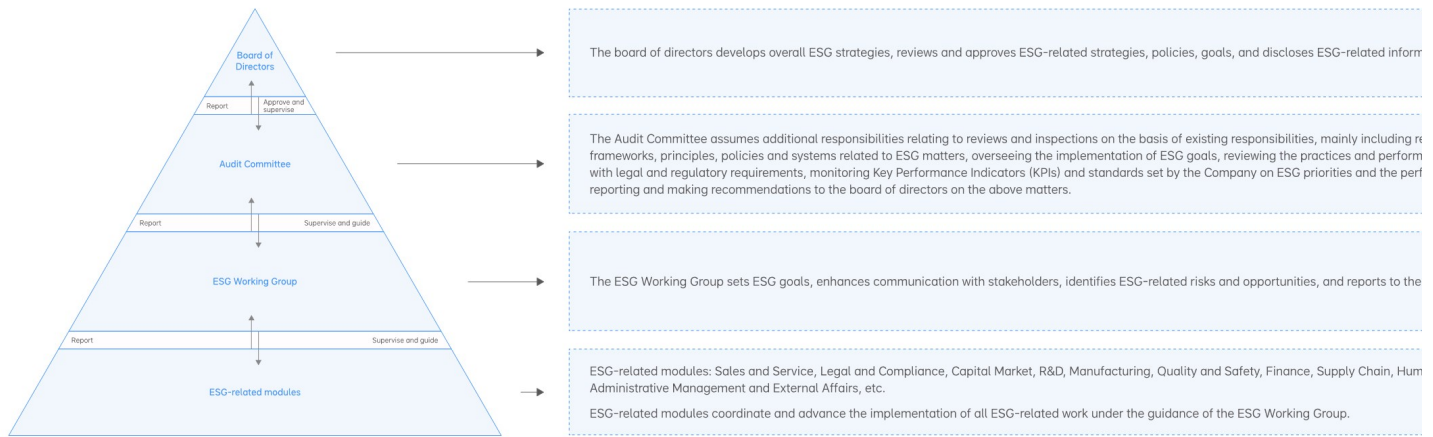 Board of
Directors
The board of directors develops overall ESG strategies, reviews and approves ESG-related strategies, policies, goals, and discloses ESG-related
Report
Approve and
supervise
Audit Committee
The Audit Committee assumes additional responsibilities relating to reviews and inspections on the basis of existing responsibilities, mainly including
frameworks, principles, policies and systems related to ESG matters, overseeing the implementation of ESG goals, reviewing the practices and
with legal and regulatory requirements, monitoring Key Performance Indicators (KPIs) and standards set by the Company on ESG priorities and the
reporting and making recommendations to the board of directors on the above matters.
Report
Supervise and guide
ESG Working Group
The ESG Working Group sets ESG goals, enhances communication with stakeholders, identifies ESG-related risks and opportunities, and reports to the
Report
Supervise and guide
ESG-related modules
ESG-related modules: Sales and Service, Legal and Compliance, Capital Market, R&D, Manufacturing, Quality and Safety, Finance, Supply Chain,
Administrative Management and External Affairs, etc.
ESG-related modules coordinate and advance the implementation of all ESG-related work under the guidance of the ESG Working Group.